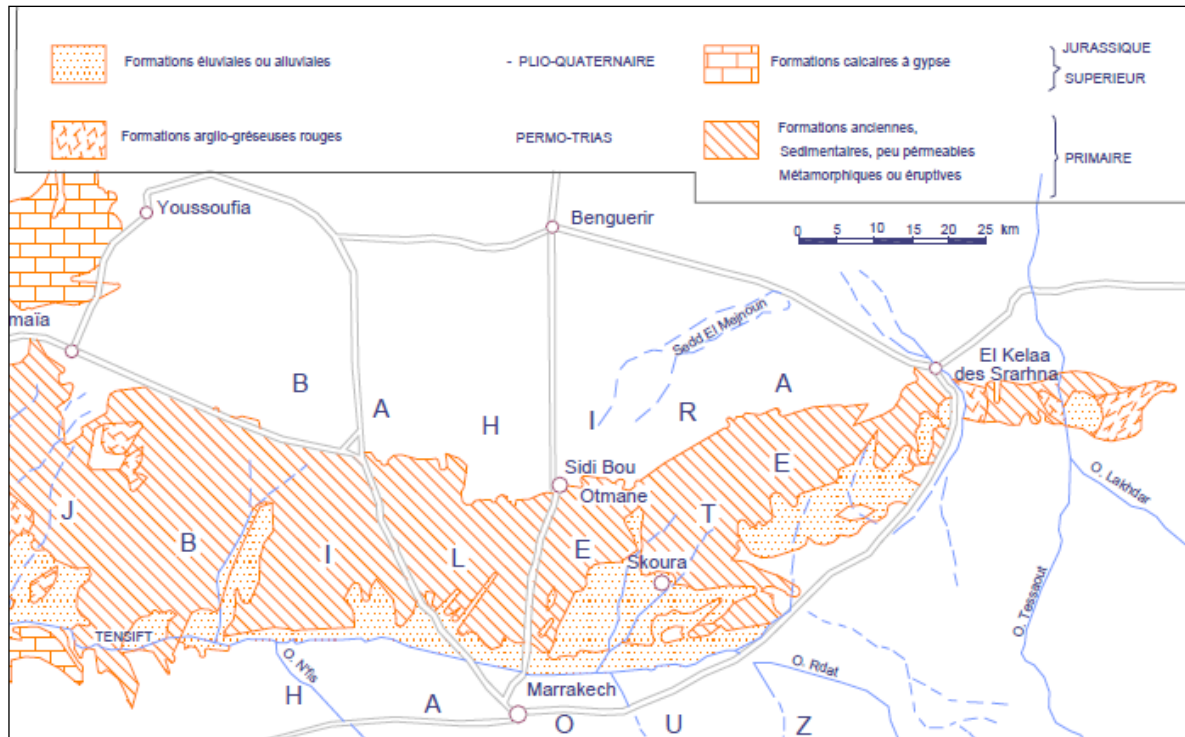 Formations éluviales ou alluviales
- PLIO-QUATERNAIRE
Formations calcaires à gypse
JURASSIQUE
SUPERIEUR
Formations argilo-gréseuses rouges
PERMO-TRIAS
Formations anciennes,
Sedimentaires, peu pérmeables
Métamorphiques ou éruptives
PRIMAIRE
Youssoufia
Benguerir
0 5 10 15 20 25 km
maïa
Sedd El Mejnoun
El Kelaa
des Srarhna
B A H I R A
Sidi Bou
Otmane
O. Lakhdar
J B I L E T E
Skoura
O. Tessaout
TENSIFT
O. N'fis
O. Rdat
Marrakech
H A O U Z